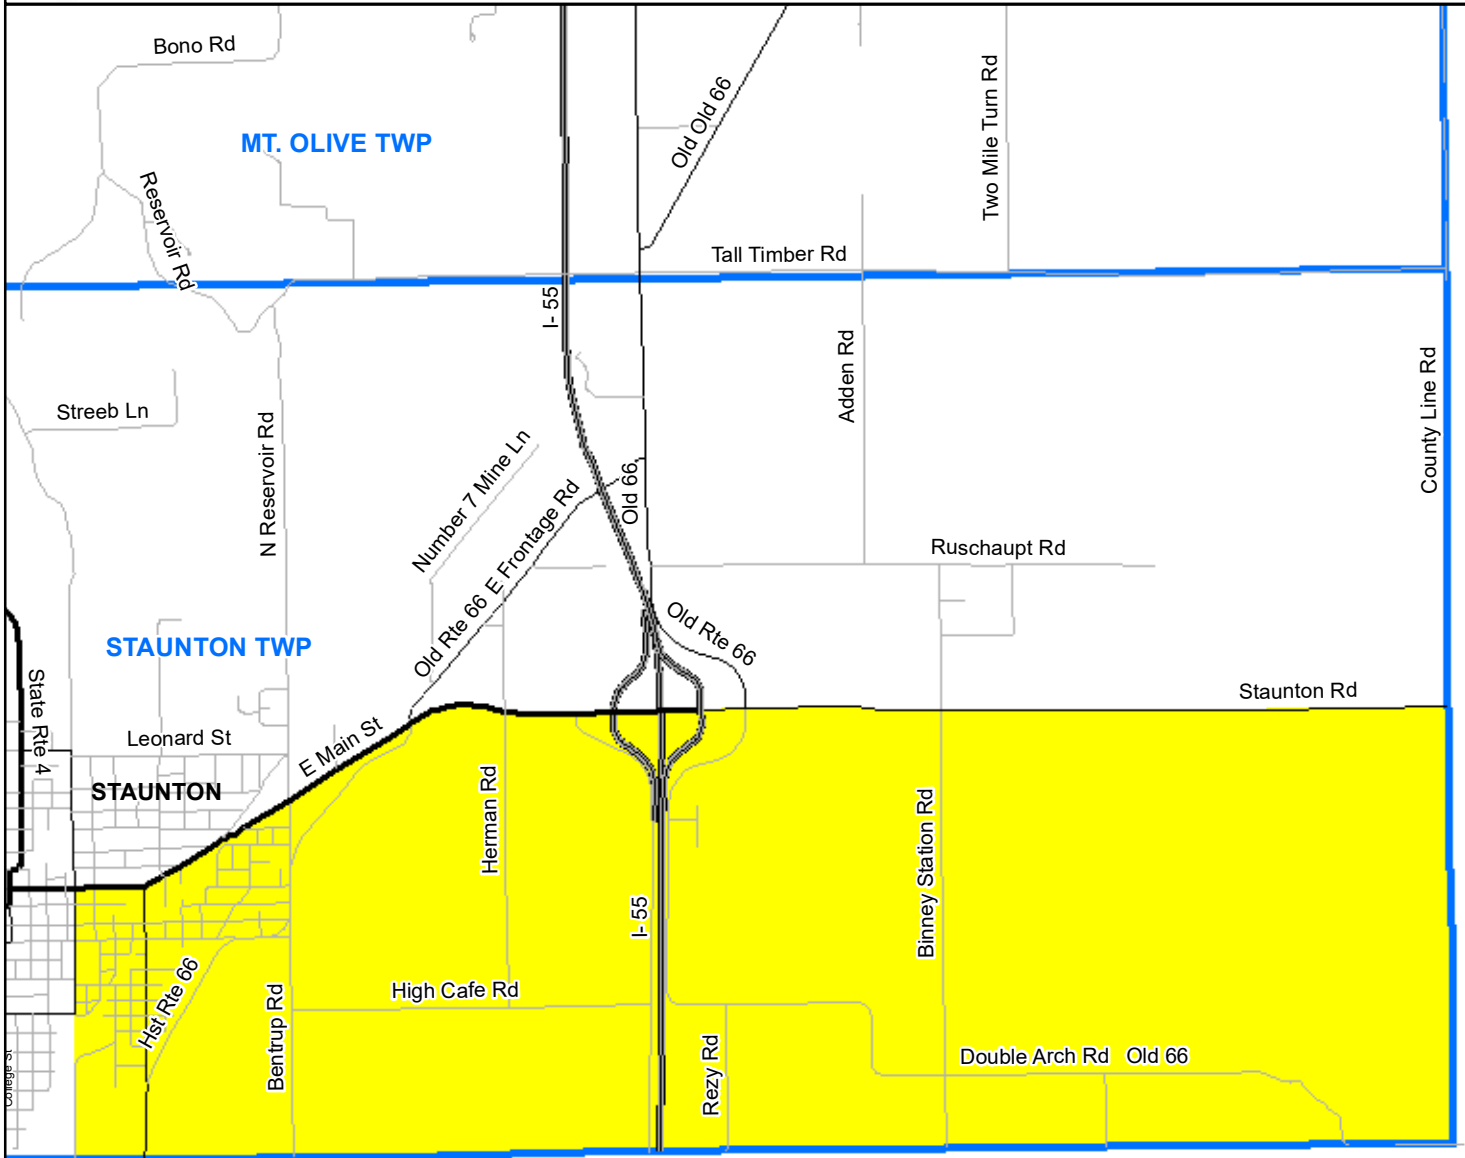 Bono Rd
Old Old 66
Two Mile Turn Rd
MT. OLIVE TWP
Reservoir Rd
Tall Timber Rd
I- 55
Adden Rd
County Line Rd
Streeb Ln
N Reservoir Rd
Number 7 Mine Ln
Old 66
Old Rte 66 E Frontage Rd
Ruschaupt Rd
Old Rte 66
STAUNTON TWP
State Rte 4
Staunton Rd
Leonard St
E Main St
STAUNTON
Herman Rd
Binney Station Rd
I- 55
Hst Rte 66
High Cafe Rd
Bentrup Rd
Rezy Rd
Double Arch Rd Old 66
College St